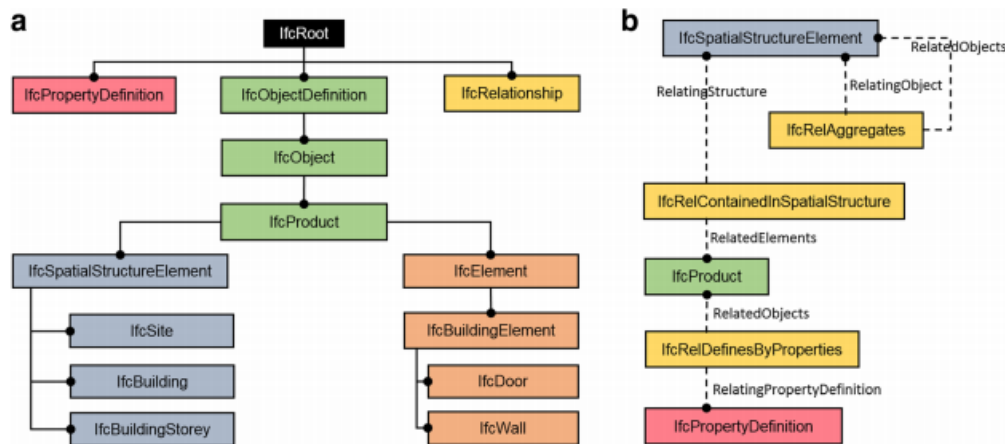 a
IfcRoot
IfcPropertyDefinition
IfcObjectDefinition
IfcRelationship
IfcObject
IfcProduct
IfcSpatialStructureElement
IfcElement
IfcSite
IfcBuildingElement
IfcBuilding
IfcDoor
IfcBuildingStorey
IfcWall
b
IfcSpatialStructureElement
RelatedObjects
RelatingStructure
RelatingObject
IfcRelAggregates
IfcRelContainedInSpatialStructure
RelatedElements
IfcProduct
RelatedObjects
IfcRelDefinesByProperties
RelatingPropertyDefinition
IfcPropertyDefinition